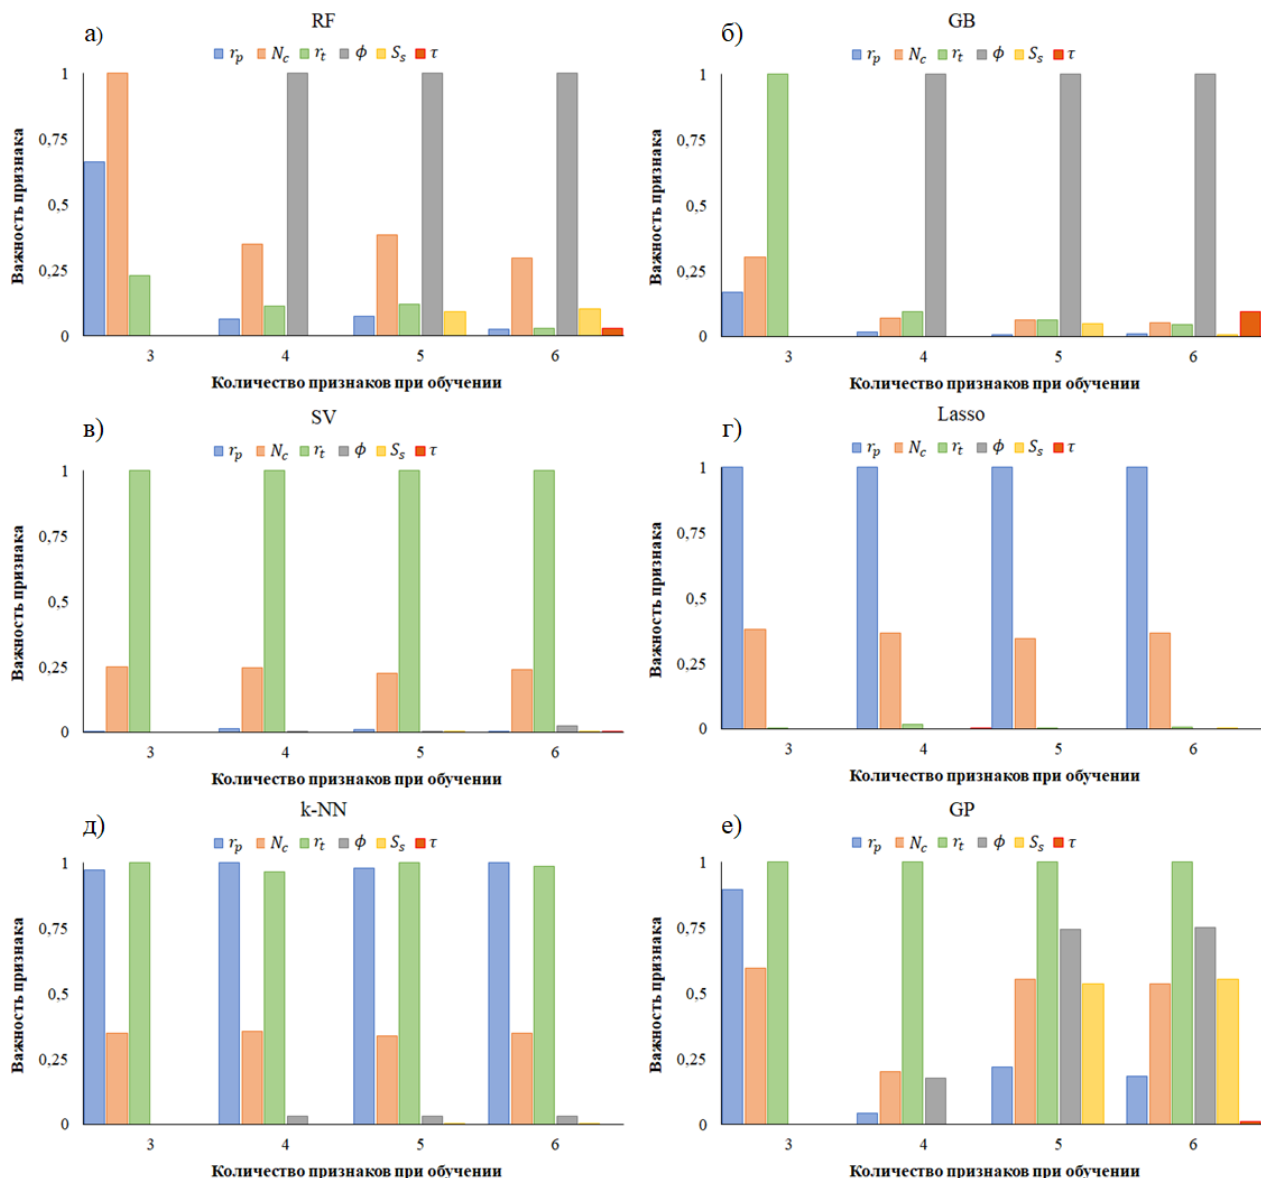 а)
RF
r_p N_c r_t ϕ S_s τ
Важность признака
1
0,75
0,5
0,25
0
3 4 5 6
Количество признаков при обучении
б)
GB
r_p N_c r_t ϕ S_s τ
Важность признака
1
0,75
0,5
0,25
0
3 4 5 6
Количество признаков при обучении
в)
SV
r_p N_c r_t ϕ S_s τ
Важность признака
1
0,75
0,5
0,25
0
3 4 5 6
Количество признаков при обучении
г)
Lasso
r_p N_c r_t ϕ S_s τ
Важность признака
1
0,75
0,5
0,25
0
3 4 5 6
Количество признаков при обучении
д)
k-NN
r_p N_c r_t ϕ S_s τ
Важность признака
1
0,75
0,5
0,25
0
3 4 5 6
Количество признаков при обучении
е)
GP
r_p N_c r_t ϕ S_s τ
Важность признака
1
0,75
0,5
0,25
0
3 4 5 6
Количество признаков при обучении